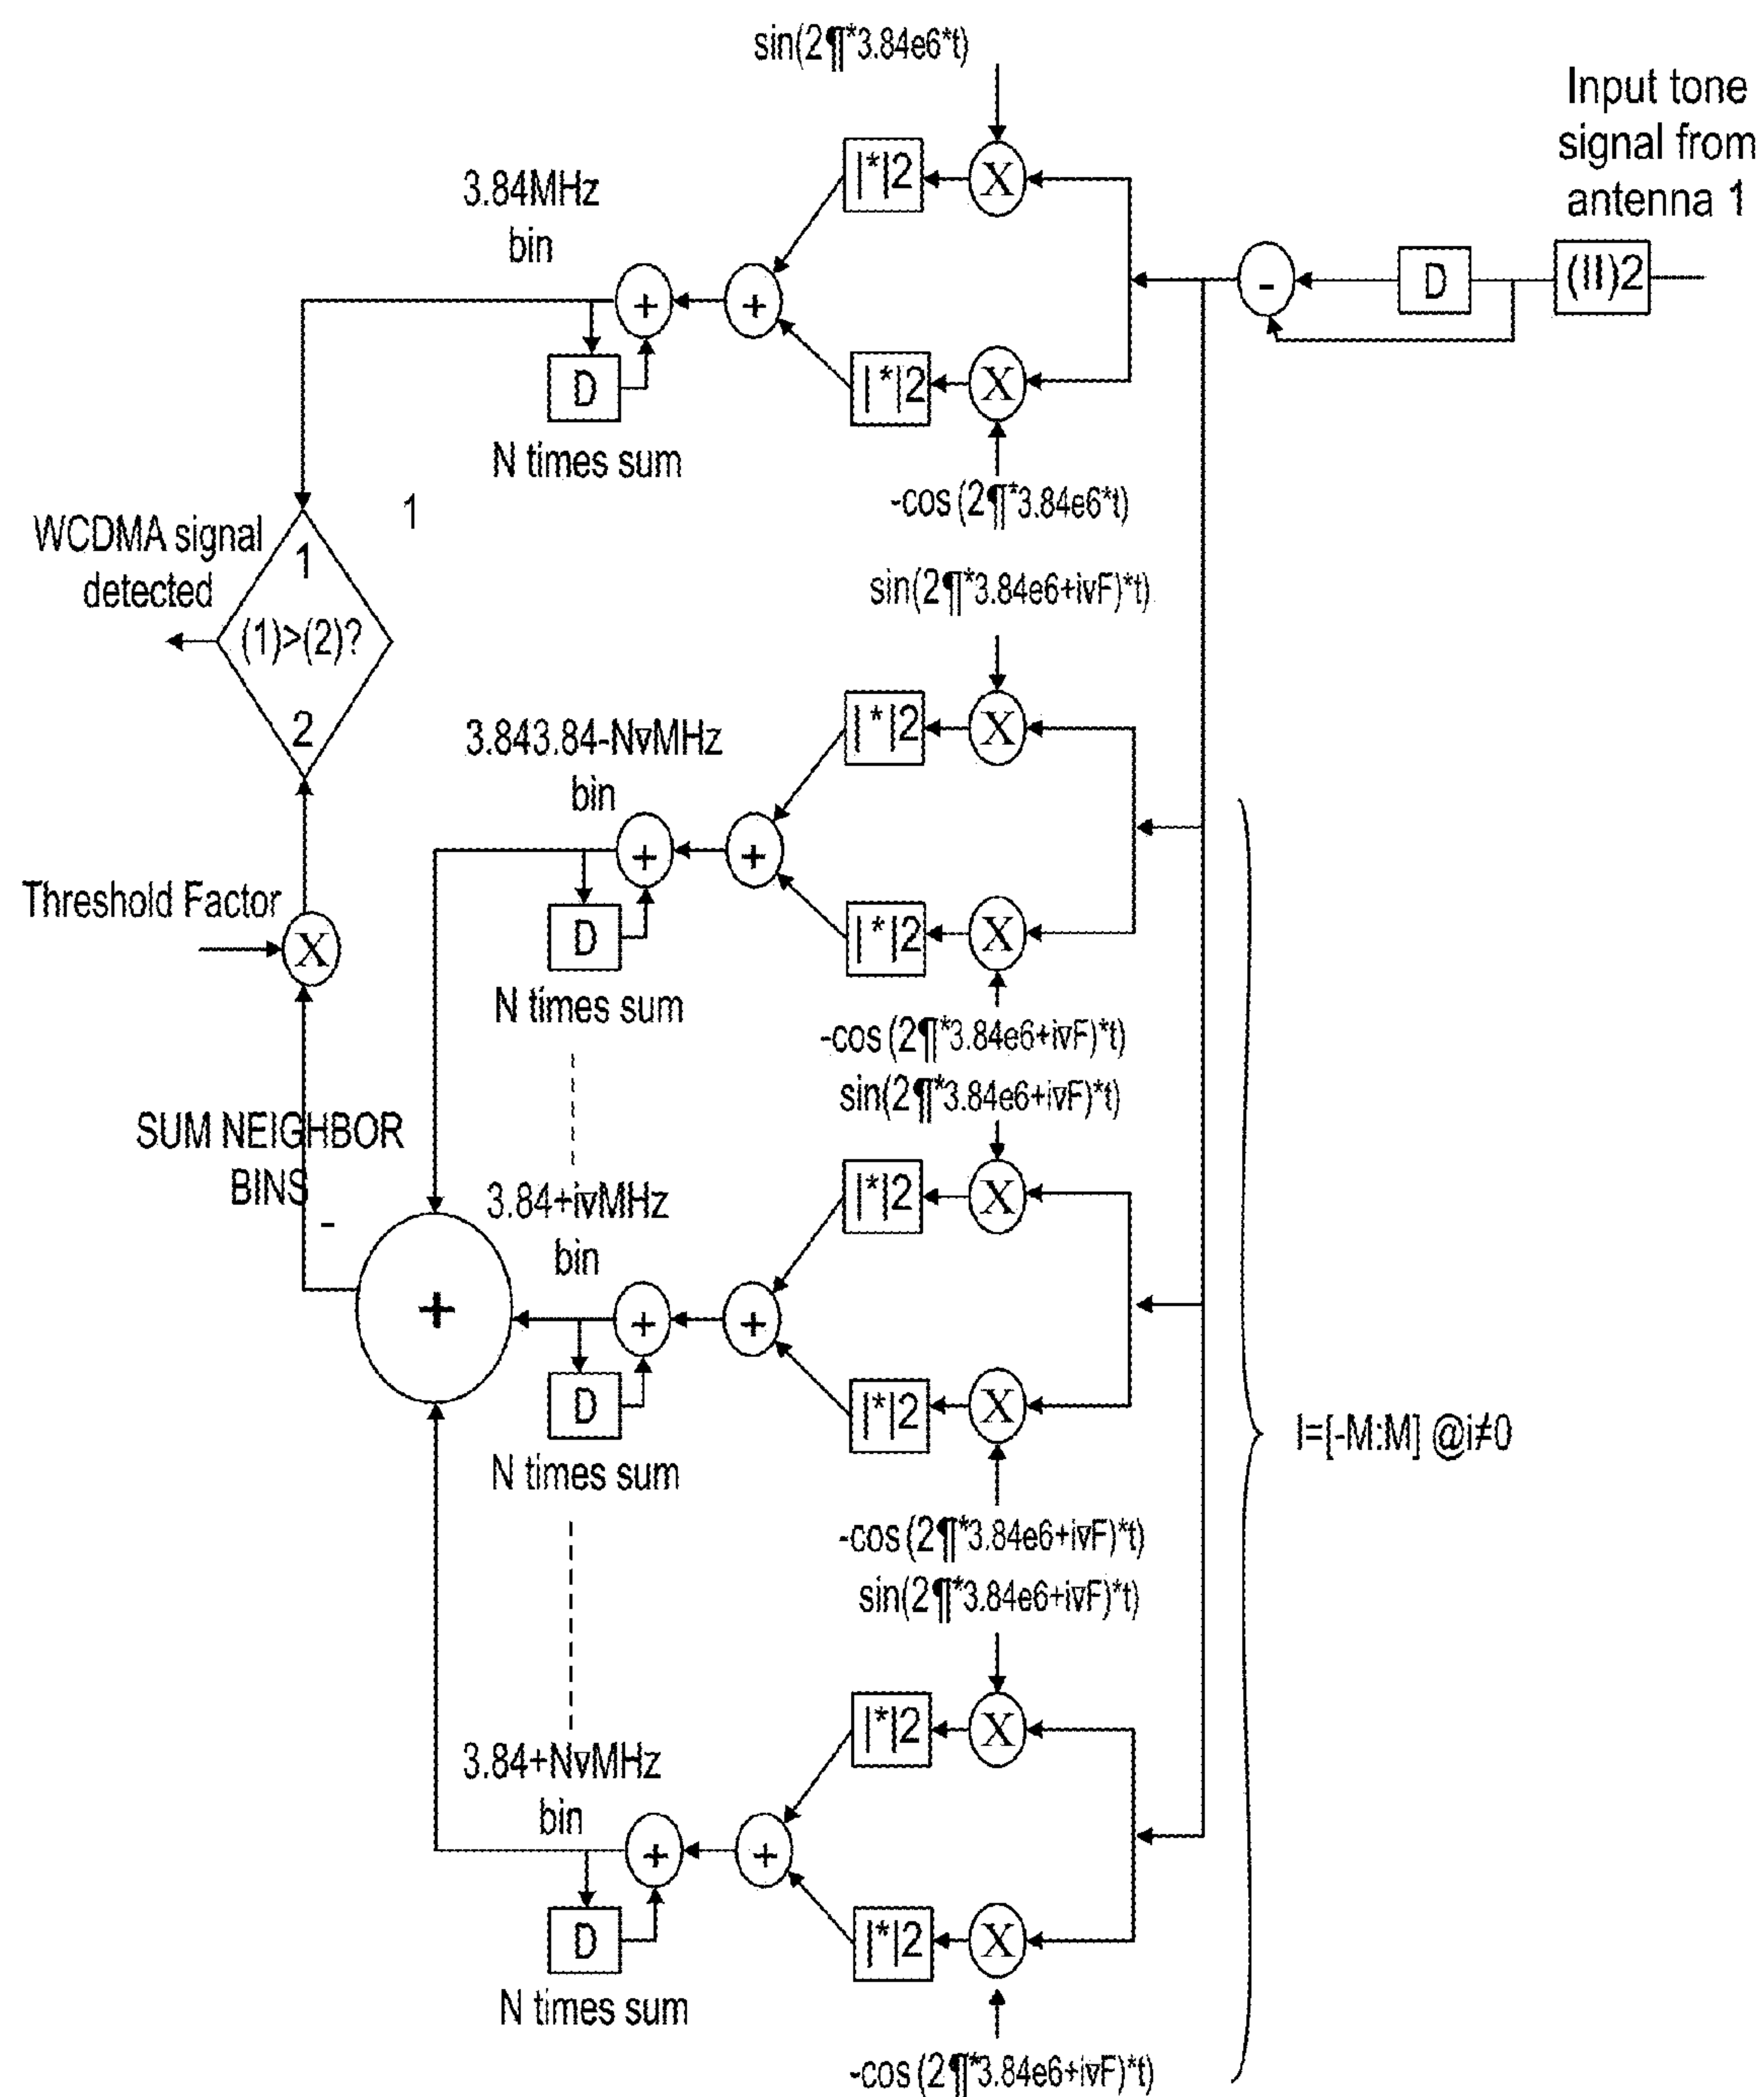 sin(2¶*3.84e6*t)
Input tone
signal from
antenna 1
|*|2
X
3.84MHz
bin
+
+
-
D
(II)2
D
|*|2
X
N times sum
-cos (2¶*3.84e6*t)
1
WCDMA signal
detected
1
(1)>(2)?
2
sin(2¶*3.84e6+ivF)*t)
|*|2
X
3.843.84-N∇MHz
bin
+
+
Threshold Factor
X
D
|*|2
X
N times sum
-cos (2¶*3.84e6+i∇F)*t)
sin(2¶*3.84e6+i∇F)*t)
SUM NEIGHBOR
BINS
-
3.84+i∇MHz
bin
|*|2
X
+
+
+
D
|*|2
X
I=[-M:M] @i≠0
N times sum
-cos (2¶*3.84e6+i∇F)*t)
sin(2¶*3.84e6+i∇F)*t)
|*|2
X
3.84+N∇MHz
bin
+
+
D
|*|2
X
N times sum
-cos (2¶*3.84e6+i∇F)*t)